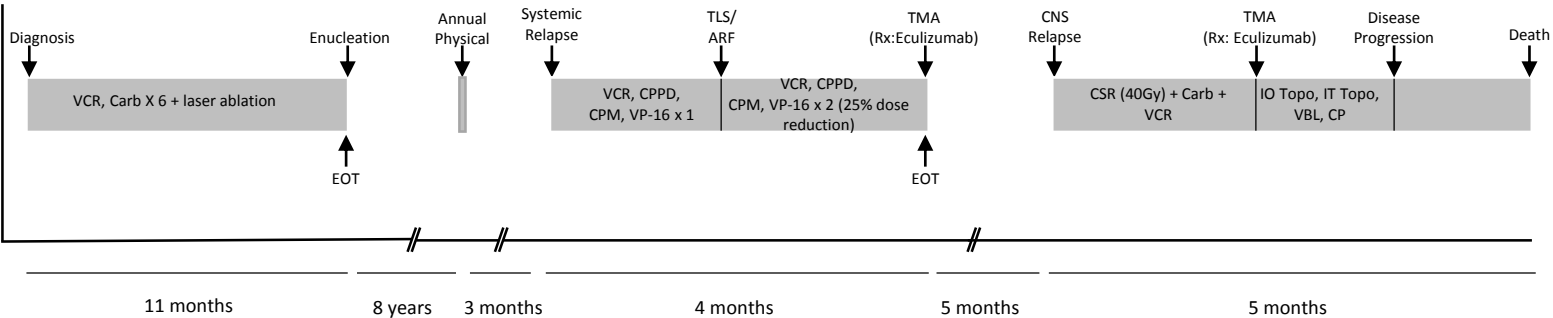 Diagnosis
Enucleation
Annual
Physical
Systemic
Relapse
TLS/
ARF
TMA
(Rx:Eculizumab)
CNS
Relapse
TMA
(Rx: Eculizumab)
Disease
Progression
Death
VCR, Carb X 6 + laser ablation
VCR, CPPD,
CPM, VP-16 x 1
VCR, CPPD,
CPM, VP-16 x 2 (25% dose
reduction)
CSR (40Gy) + Carb +
VCR
IO Topo, IT Topo,
VBL, CP
EOT
EOT
11 months
8 years
3 months
4 months
5 months
5 months